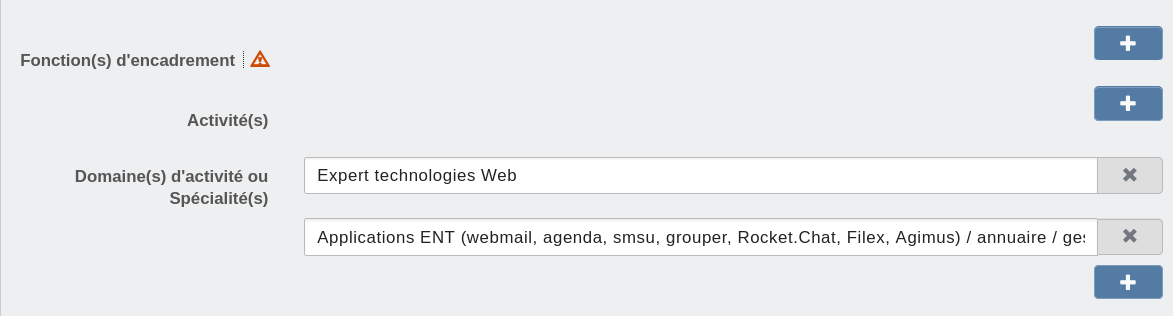 Fonction(s) d'encadrement
Activité(s)
Domaine(s) d'activité ou
Spécialité(s)
Expert technologies Web
Applications ENT (webmail, agenda, smsu, grouper, Rocket.Chat, Filex, Agimus) / annuaire /